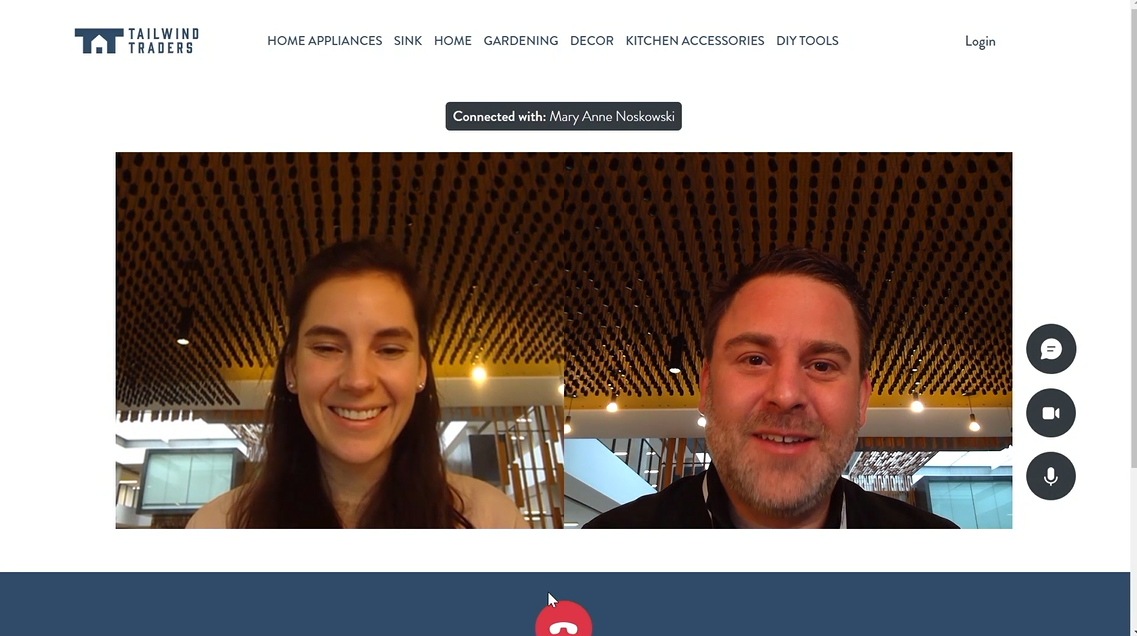 TAILWIND
TRADERS
HOME APPLIANCES SINK HOME GARDENING DECOR KITCHEN ACCESSORIES DIY TOOLS
Login
Connected with: Mary Anne Noskowski